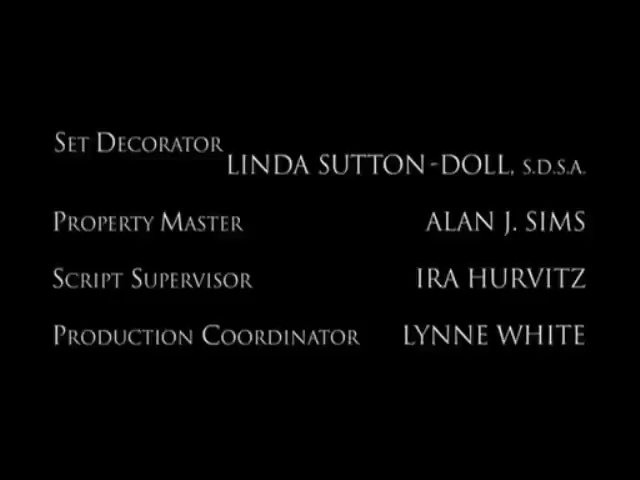 Set Decorator
LINDA SUTTON-DOLL, S.D.S.A.
Property Master ALAN J. SIMS
Script Supervisor IRA HURVITZ
Production Coordinator LYNNE WHITE